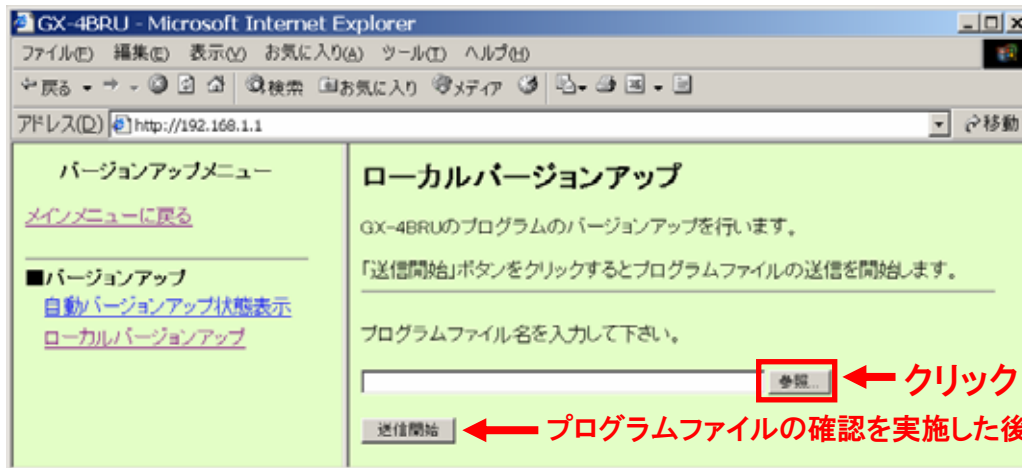 GX-4BRU - Microsoft Internet Explorer
ファイル(F) 編集(E) 表示(V) お気に入り(A) ツール(T) ヘルプ(H)
戻る 検索 お気に入り メディア
アドレス(D) http://192.168.1.1 移動
バージョンアップメニュー
メインメニューに戻る
■バージョンアップ
自動バージョンアップ状態表示
ローカルバージョンアップ
ローカルバージョンアップ
GX-4BRUのプログラムのバージョンアップを行います。
「送信開始」ボタンをクリックするとプログラムファイルの送信を開始します。
プログラムファイル名を入力して下さい。
参照... クリック
送信開始 プログラムファイルの確認を実施した後